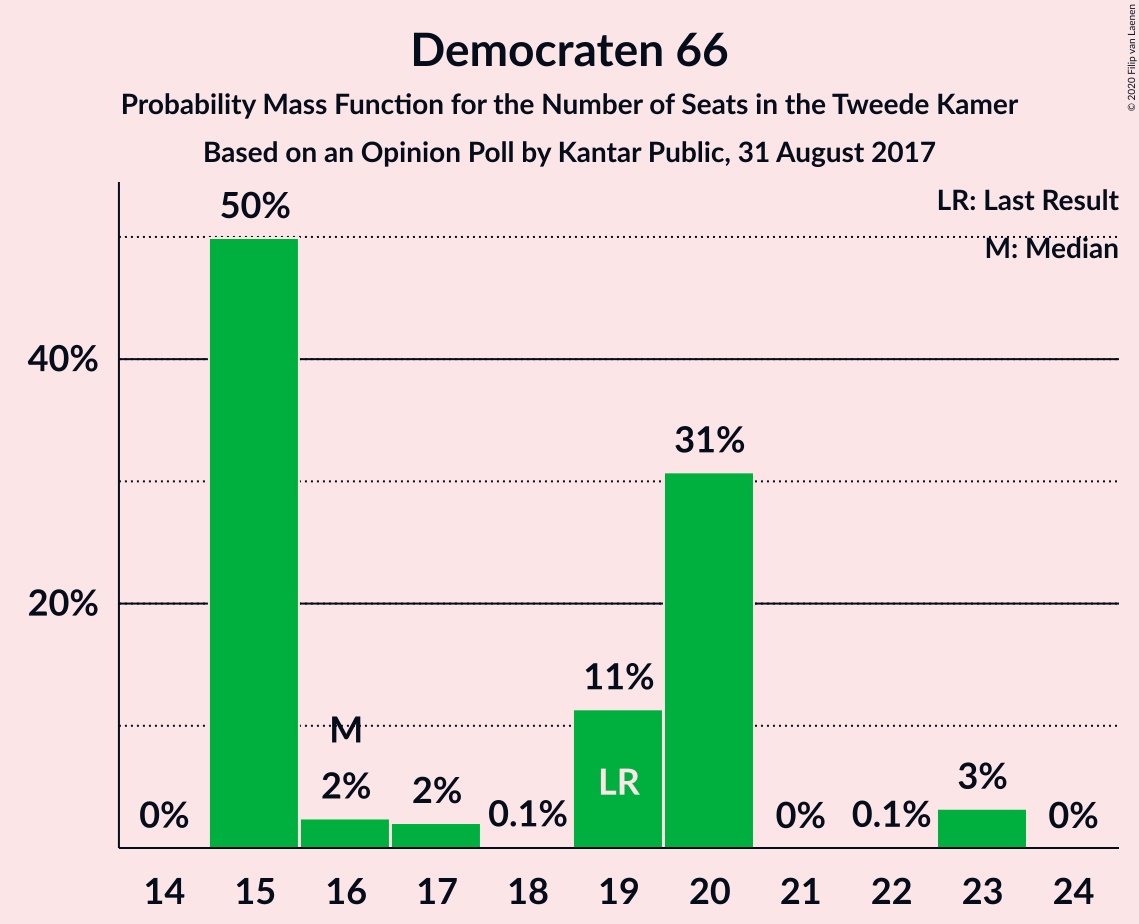 Democraten 66
Probability Mass Function for the Number of Seats in the Tweede Kamer
Based on an Opinion Poll by Kantar Public, 31 August 2017
© 2020 Filip van Laenen
LR: Last Result
M: Median
50%
40%
31%
20%
11%
M
LR
0%
2%
2%
0.1%
0%
0.1%
3%
0%
14 15 16 17 18 19 20 21 22 23 24